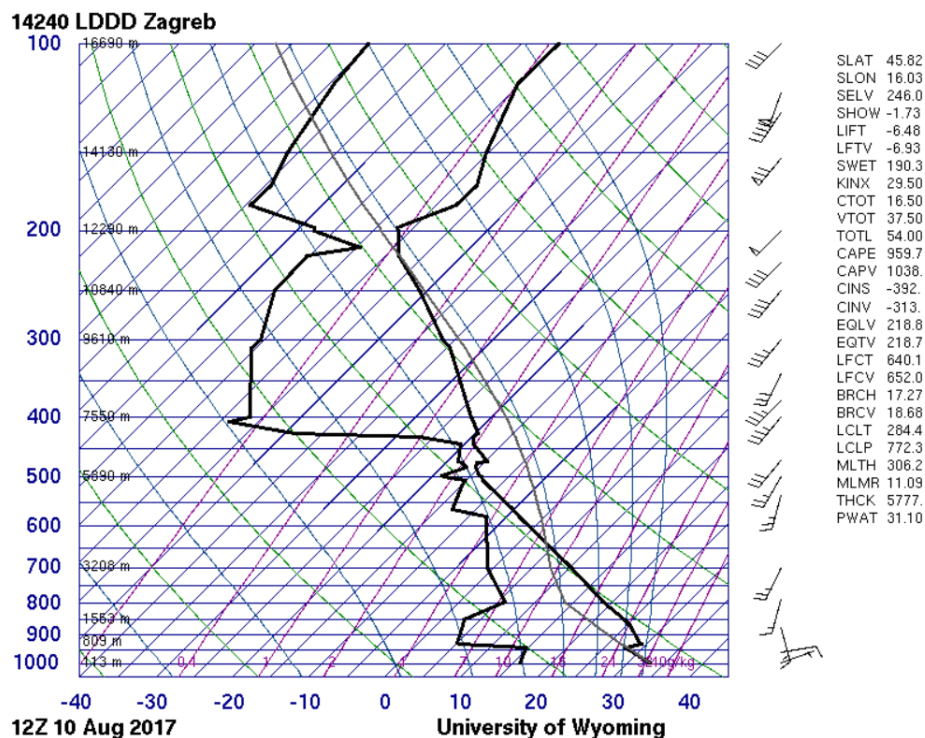 14240 LDDD Zagreb
100
16690 m
14130 m
200
12290 m
10840 m
300
9610 m
400
7550 m
500
5890 m
600
700
3208 m
800
1553 m
900
809 m
1000
113 m
0.4 1 2 4 7 10 16 24 32 40g/kg
-40 -30 -20 -10 0 10 20 30 40
12Z 10 Aug 2017 University of Wyoming
SLAT 45.82
SLON 16.03
SELV 246.0
SHOW -1.73
LIFT -6.48
LFTV -6.93
SWET 190.3
KINX 29.50
CTOT 16.50
VTOT 37.50
TOTL 54.00
CAPE 959.7
CAPV 1038.
CINS -392.
CINV -313.
EQLV 218.8
EQTV 218.7
LFCT 640.1
LFCV 652.0
BRCH 17.27
BRCV 18.68
LCLT 284.4
LCLP 772.3
MLTH 306.2
MLMR 11.09
THCK 5777.
PWAT 31.10